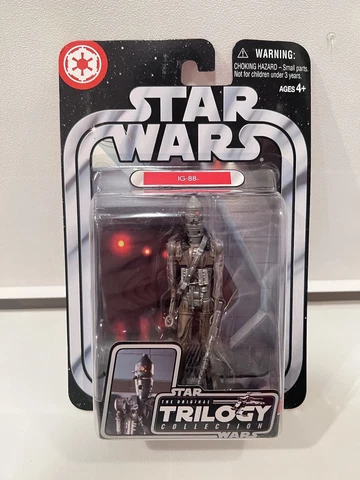 WARNING:
CHOKING HAZARD - Small parts.
Not for children under 3 years.
AGES 4+
STAR
WARS
IG-88
STAR
THE ORIGINAL
TRILOGY
COLLECTION
WARS